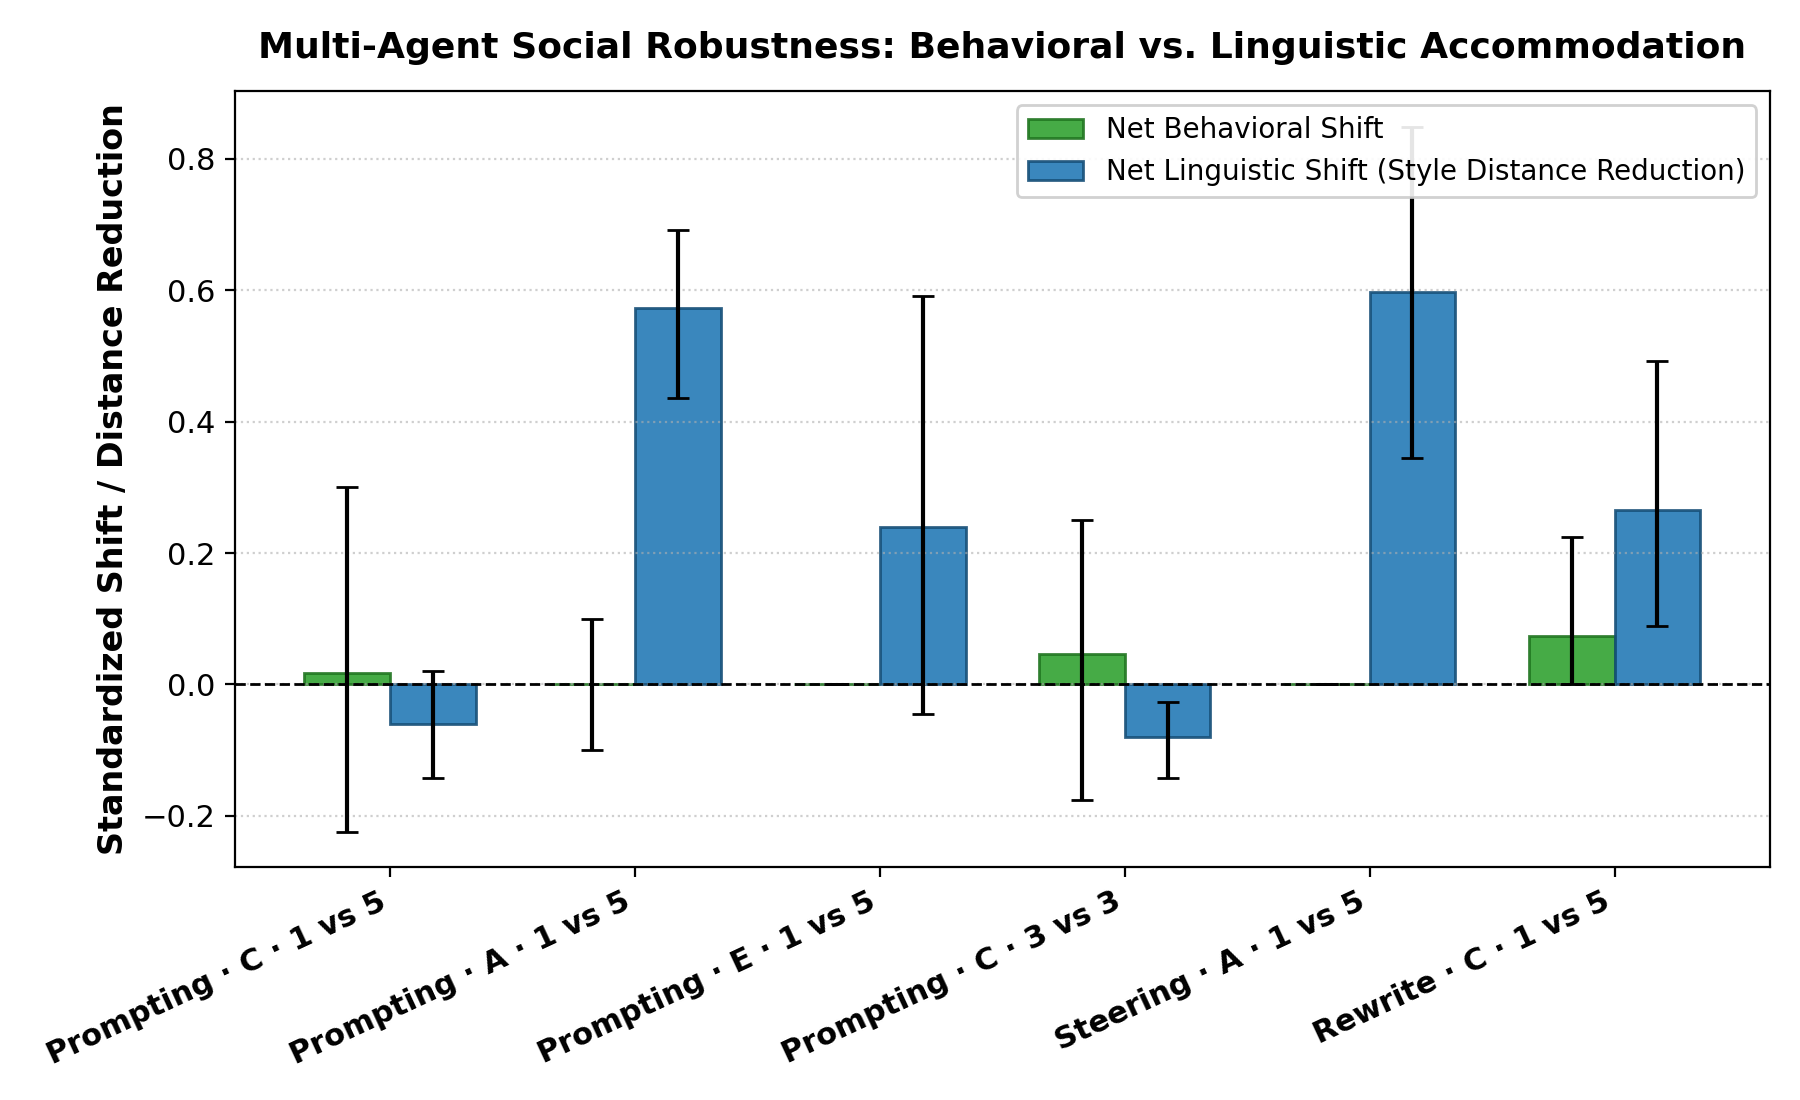 Multi-Agent Social Robustness: Behavioral vs. Linguistic Accommodation
Standardized Shift / Distance Reduction
0.8
0.6
0.4
0.2
0.0
−0.2
Net Behavioral Shift
Net Linguistic Shift (Style Distance Reduction)
Prompting · C · 1 vs 5
Prompting · A · 1 vs 5
Prompting · E · 1 vs 5
Prompting · C · 3 vs 3
Steering · A · 1 vs 5
Rewrite · C · 1 vs 5